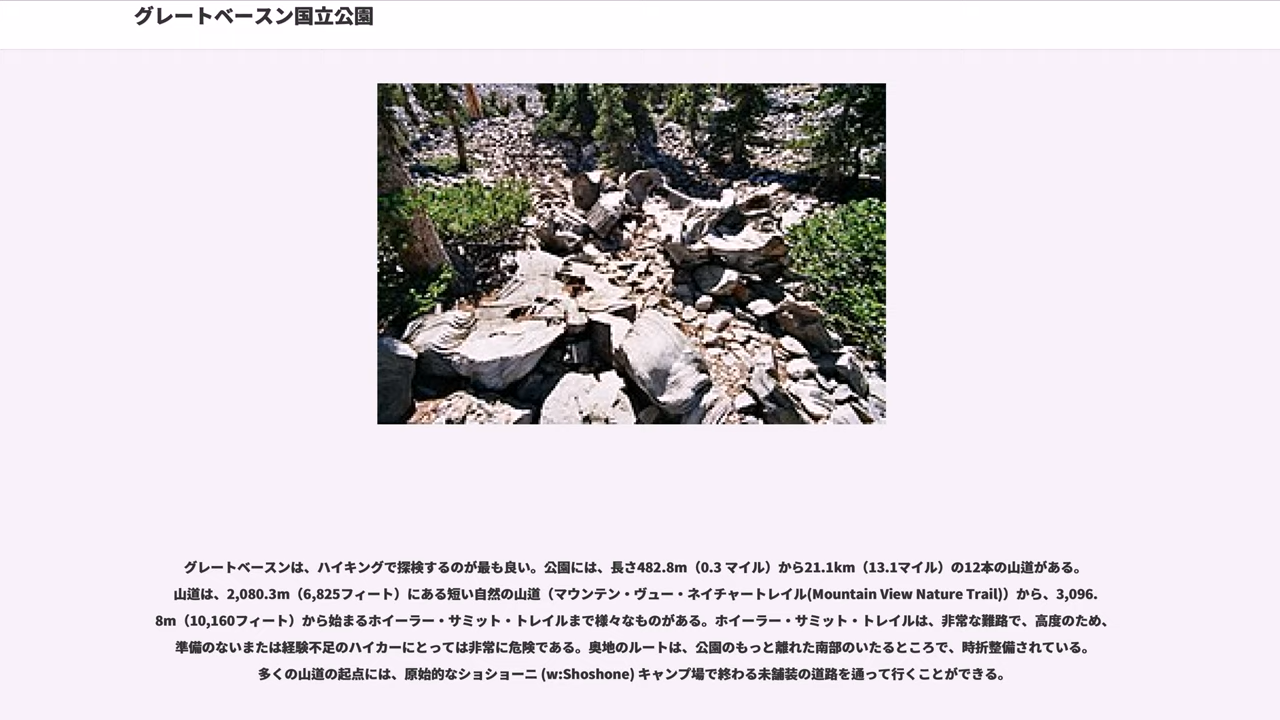 グレートベースン国立公園
グレートベースンは、ハイキングで探検するのが最も良い。公園には、長さ482.8m（0.3 マイル）から21.1km（13.1マイル）の12本の山道がある。
山道は、2,080.3m（6,825フィート）にある短い自然の山道（マウンテン・ヴュー・ネイチャートレイル(Mountain View Nature Trail)）から、3,096.
8m（10,160フィート）から始まるホイーラー・サミット・トレイルまで様々なものがある。ホイーラー・サミット・トレイルは、非常な難路で、高度のため、
準備のないまたは経験不足のハイカーにとっては非常に危険である。奥地のルートは、公園のもっと離れた南部のいたるところで、時折整備されている。
多くの山道の起点には、原始的なショショーニ (w:Shoshone) キャンプ場で終わる未舗装の道路を通って行くことができる。